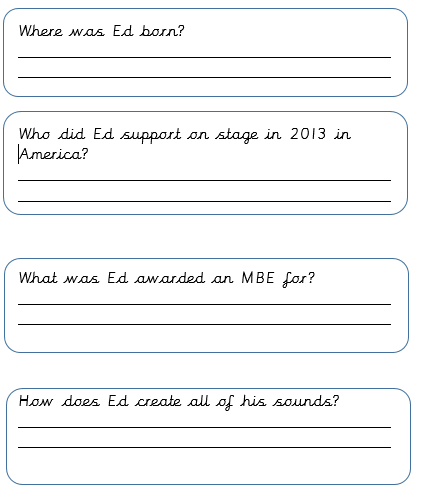 Where was Ed born?
Who did Ed support on stage in 2013 in
America?
What was Ed awarded an MBE for?
How does Ed create all of his sounds?